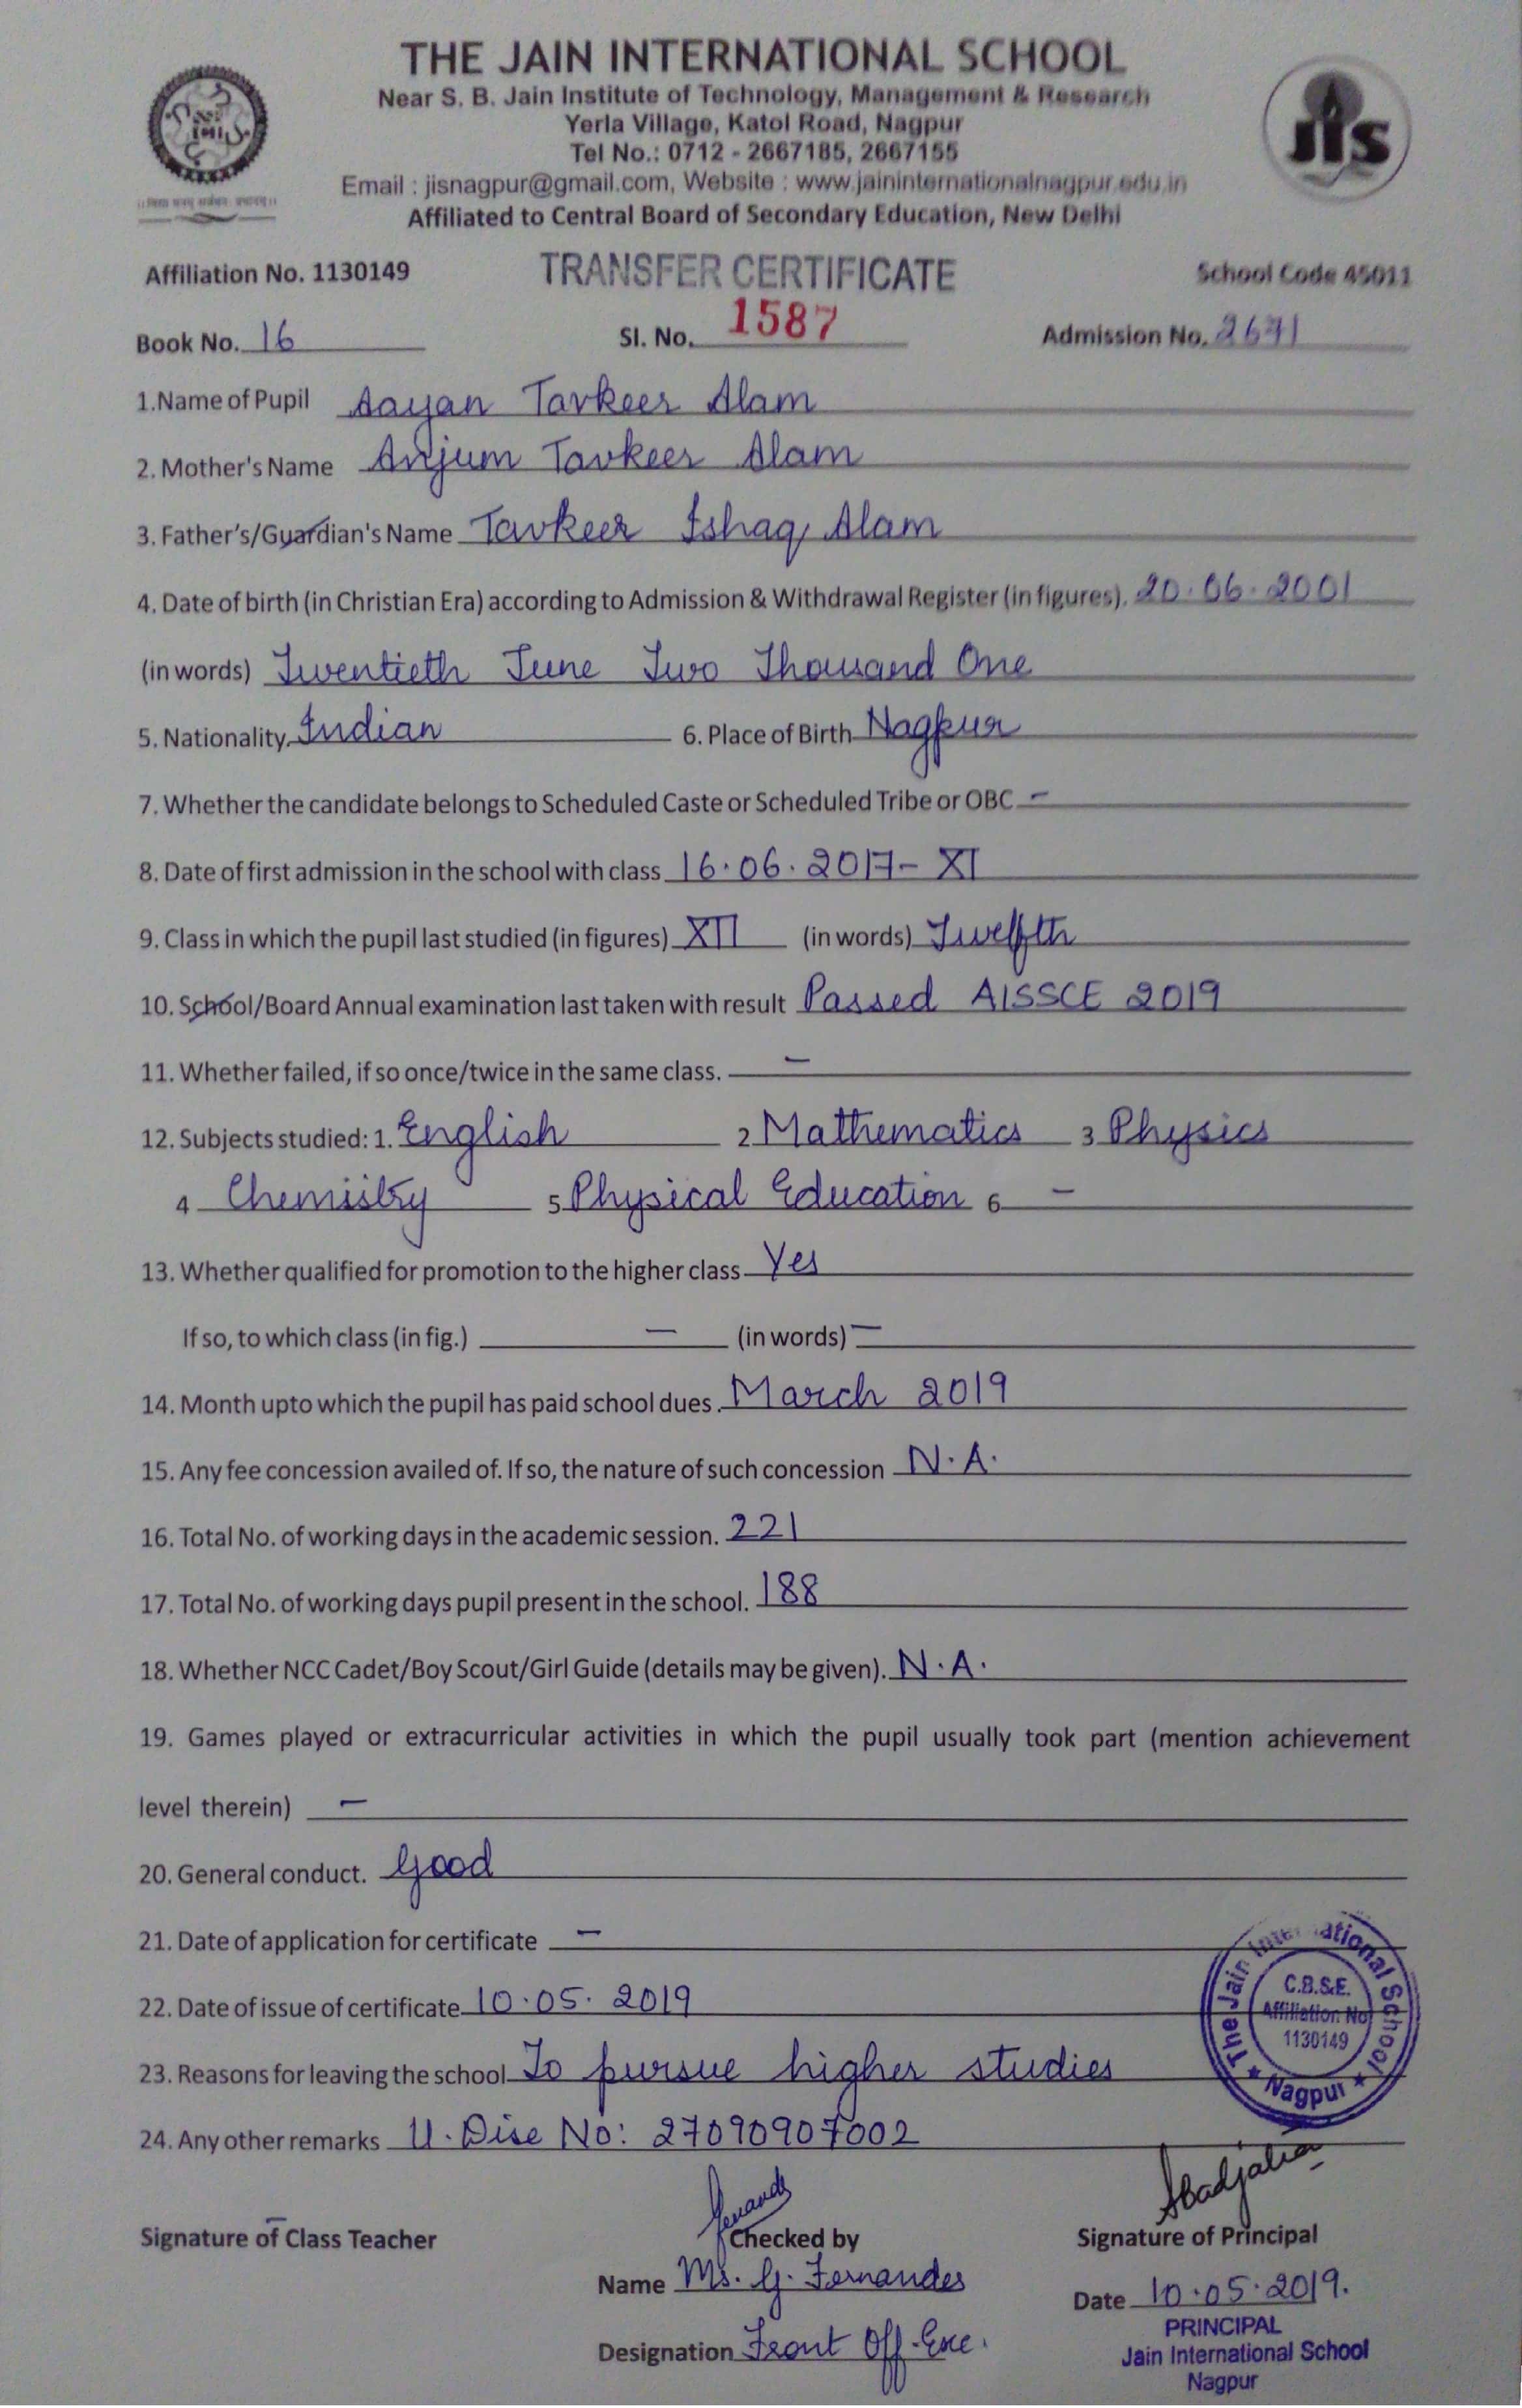 THE JAIN INTERNATIONAL SCHOOL
Near S. B. Jain Institute of Technology, Management & Research
Yerla Village, Katol Road, Nagpur
Tel No.: 0712 - 2667185, 2667155
Email : jisnagpur@gmail.com, Website : www.jaininternationalnagpur.edu.in
Affiliated to Central Board of Secondary Education, New Delhi
jis
Affiliation No. 1130149 TRANSFER CERTIFICATE School Code 45011
Book No. 16 Sl. No. 1587 Admission No. 2671
1.Name of Pupil Aayan Tavkeer Alam
2. Mother's Name Anjum Tavkeer Alam
3. Father's/Guardian's Name Tavkeer Ishaq Alam
4. Date of birth (in Christian Era) according to Admission & Withdrawal Register (in figures). 20.06.2001
(in words) Twentieth June Two Thousand One
5. Nationality Indian 6. Place of Birth Nagpur
7. Whether the candidate belongs to Scheduled Caste or Scheduled Tribe or OBC –
8. Date of first admission in the school with class 16.06.2017- XI
9. Class in which the pupil last studied (in figures) XII (in words) Twelfth
10. School/Board Annual examination last taken with result Passed AISSCE 2019
11. Whether failed, if so once/twice in the same class. –
12. Subjects studied: 1. English 2 Mathematics 3 Physics
4 Chemistry 5 Physical Education 6 –
13. Whether qualified for promotion to the higher class Yes
If so, to which class (in fig.) – (in words) –
14. Month upto which the pupil has paid school dues. March 2019
15. Any fee concession availed of. If so, the nature of such concession N.A.
16. Total No. of working days in the academic session. 221
17. Total No. of working days pupil present in the school. 188
18. Whether NCC Cadet/Boy Scout/Girl Guide (details may be given). N.A.
19. Games played or extracurricular activities in which the pupil usually took part (mention achievement
level therein) –
20. General conduct. Good
21. Date of application for certificate –
22. Date of issue of certificate 10.05.2019
23. Reasons for leaving the school To pursue higher studies
24. Any other remarks U.Dise No: 27090907002
The Jain International School
C.B.S.E.
Affiliation No
1130149
★ Nagpur ★
Signature of Class Teacher Checked by Signature of Principal
Name Ms. G. Fernandes
Date 10.05.2019.
Designation Front Off. Exe.
PRINCIPAL
Jain International School
Nagpur